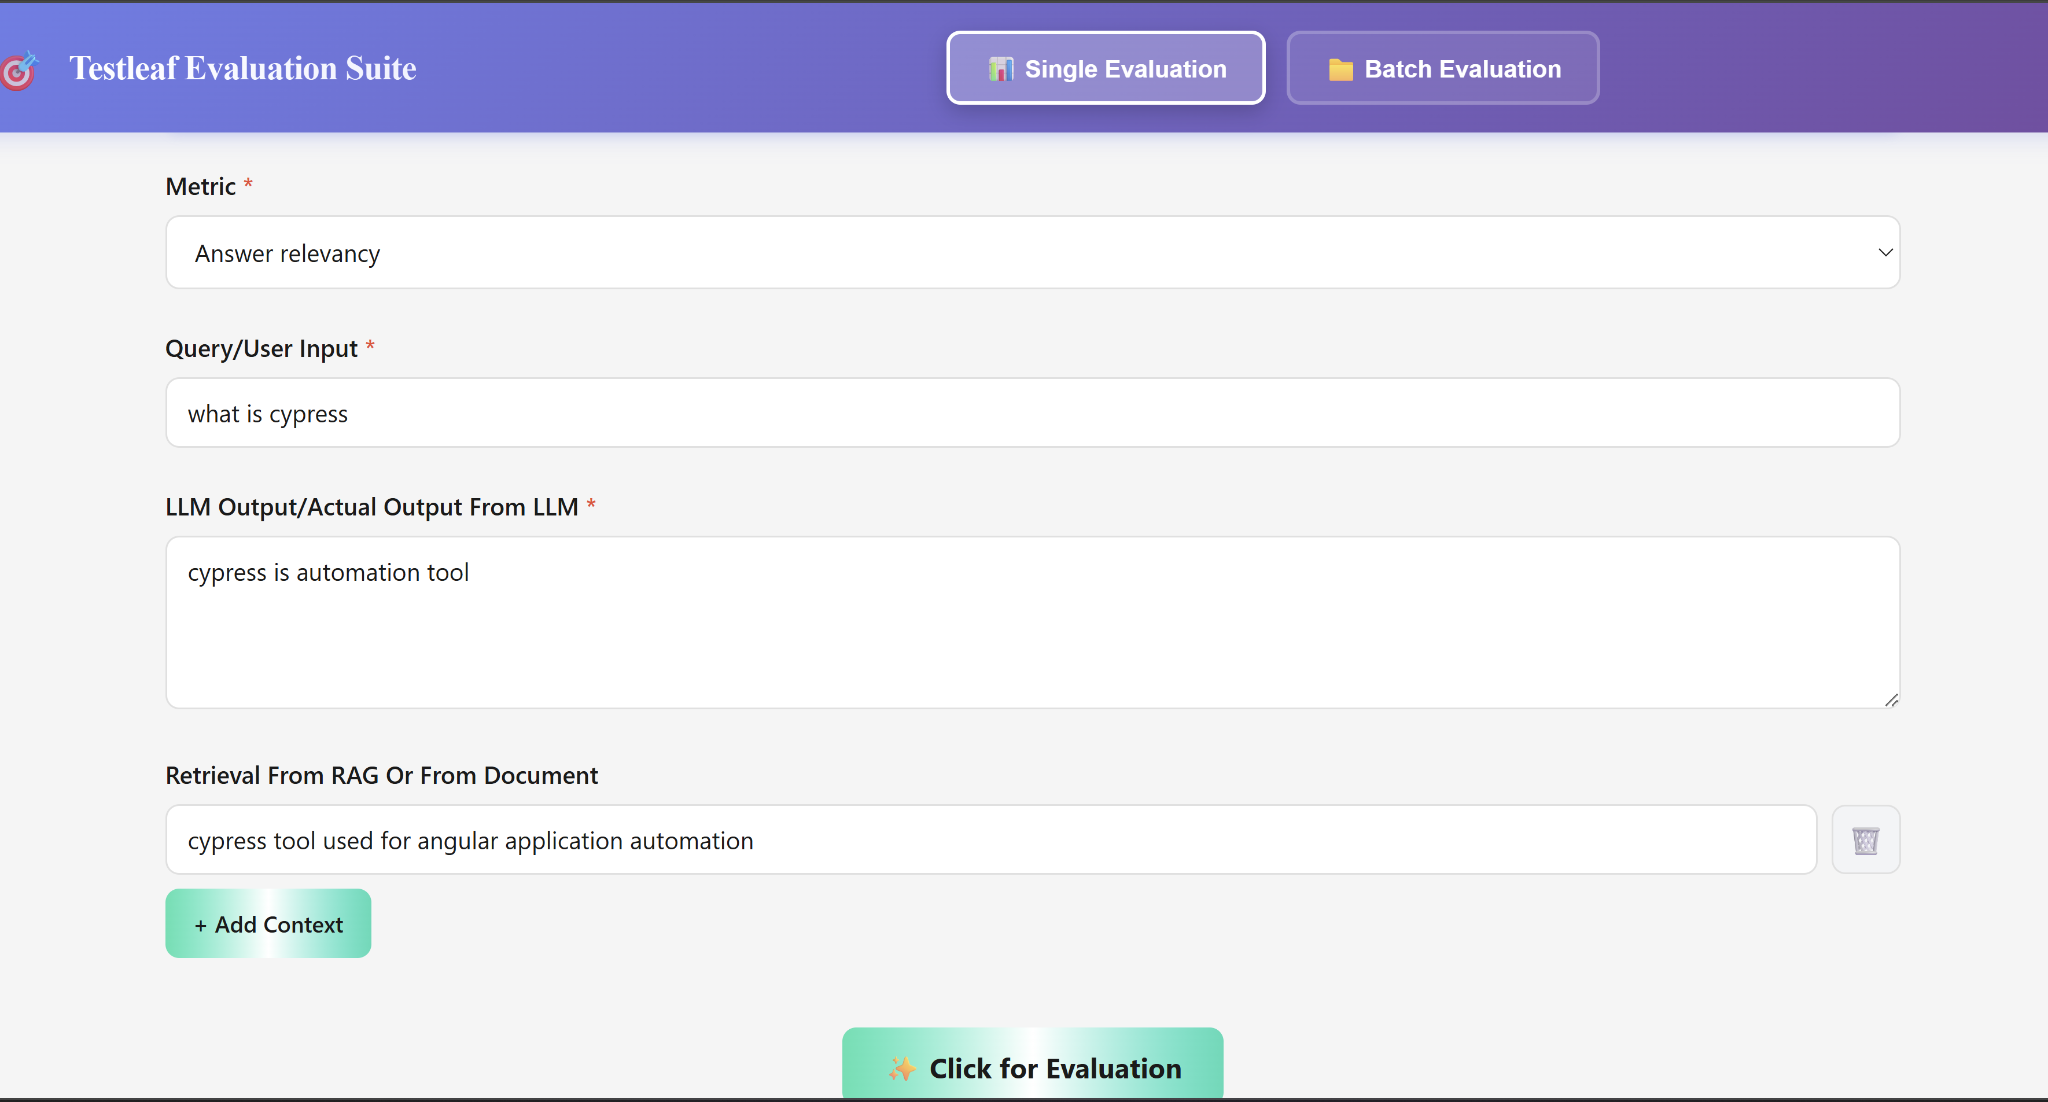 Testleaf Evaluation Suite
Single Evaluation
Batch Evaluation
Metric *
Answer relevancy
Query/User Input *
what is cypress
LLM Output/Actual Output From LLM *
cypress is automation tool
Retrieval From RAG Or From Document
cypress tool used for angular application automation
+ Add Context
Click for Evaluation